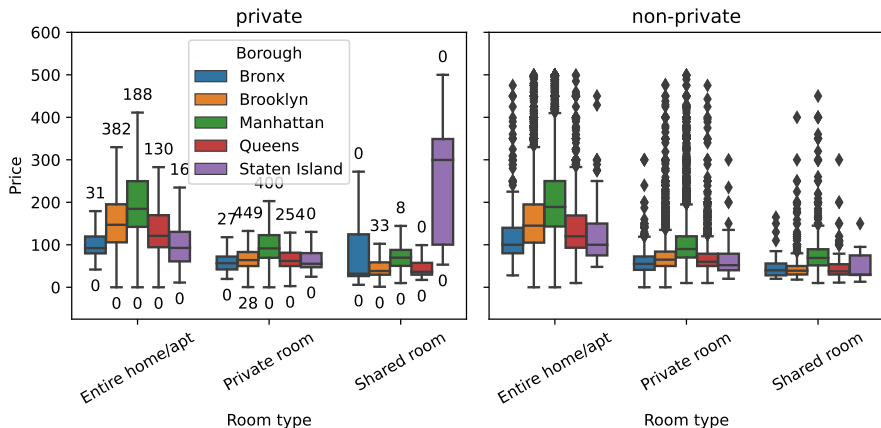 private
non-private
600
500
400
300
200
100
0
Price
Borough
Bronx
Brooklyn
Manhattan
Queens
Staten Island
31
382
188
130
16
0
0
0
0
0
27
449
400
254
0
0
28
0
0
0
0
33
8
0
0
0
0
0
0
0
Entire home/apt
Private room
Shared room
Room type
Entire home/apt
Private room
Shared room
Room type